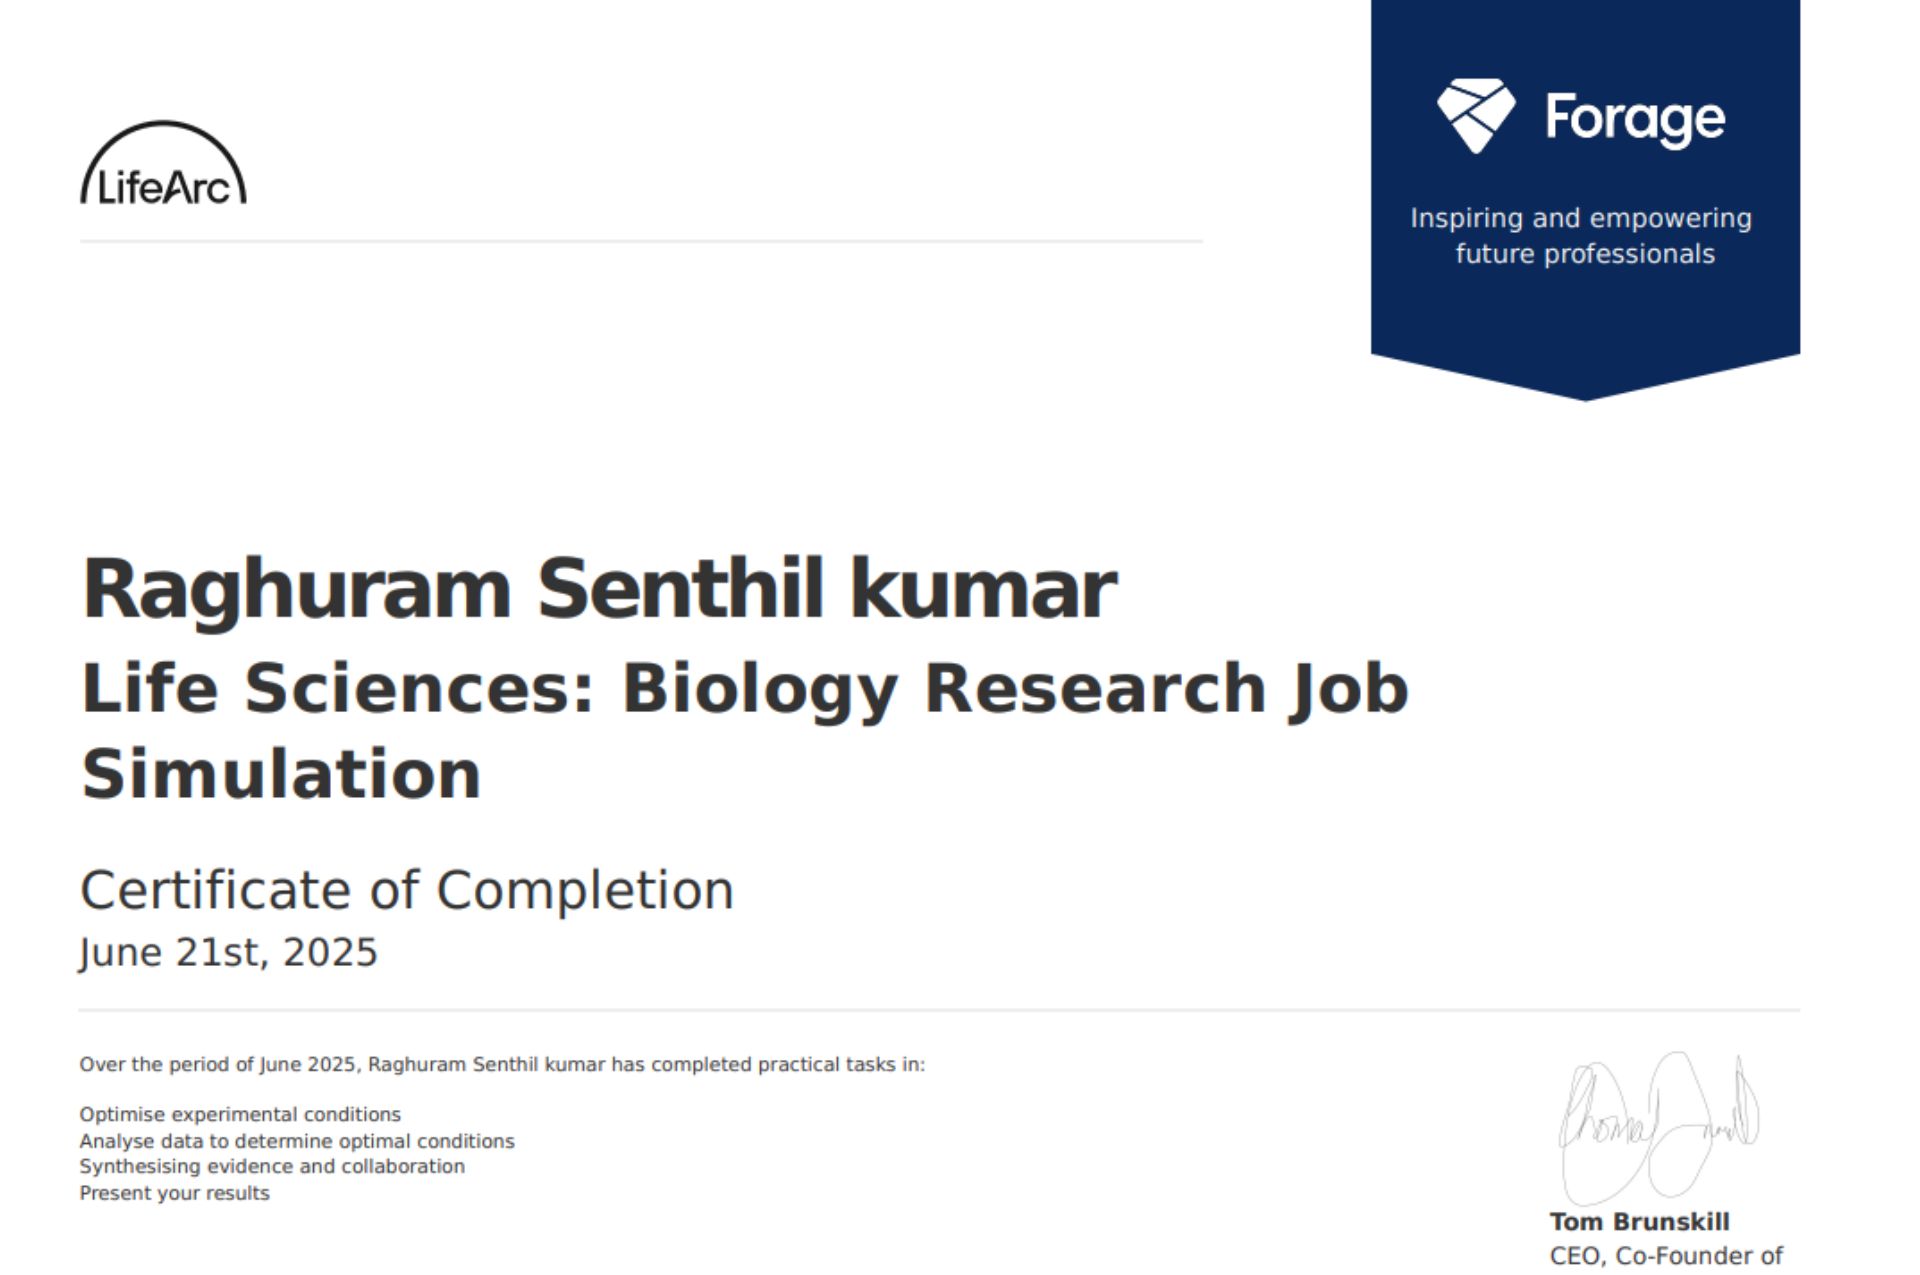 LifeArc
Forage
Inspiring and empowering
future professionals
Raghuram Senthil kumar
Life Sciences: Biology Research Job
Simulation
Certificate of Completion
June 21st, 2025
Over the period of June 2025, Raghuram Senthil kumar has completed practical tasks in:
Optimise experimental conditions
Analyse data to determine optimal conditions
Synthesising evidence and collaboration
Present your results
Tom Brunskill
CEO, Co-Founder of